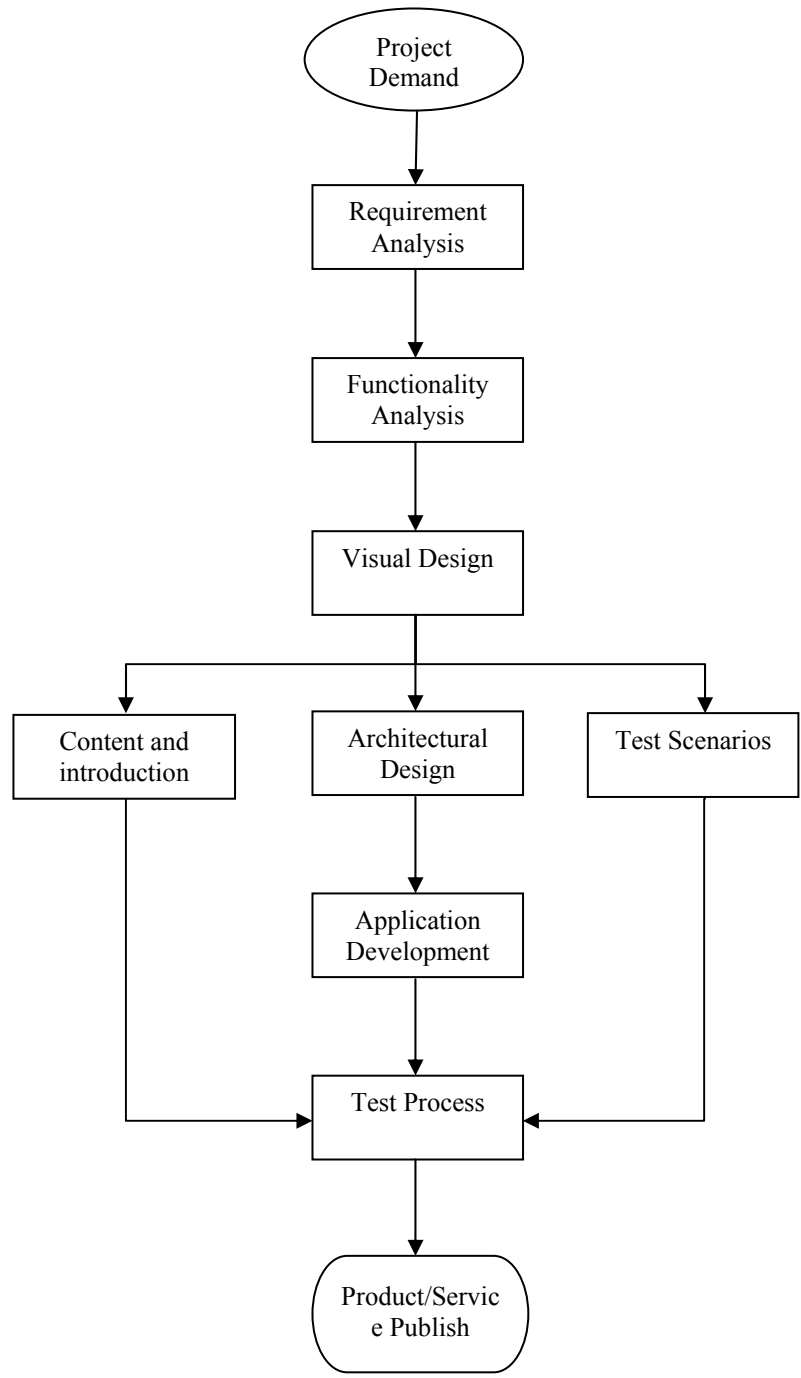 Project
Demand
Requirement
Analysis
Functionality
Analysis
Visual Design
Content and
introduction
Architectural
Design
Test Scenarios
Application
Development
Test Process
Product/Servic
e Publish